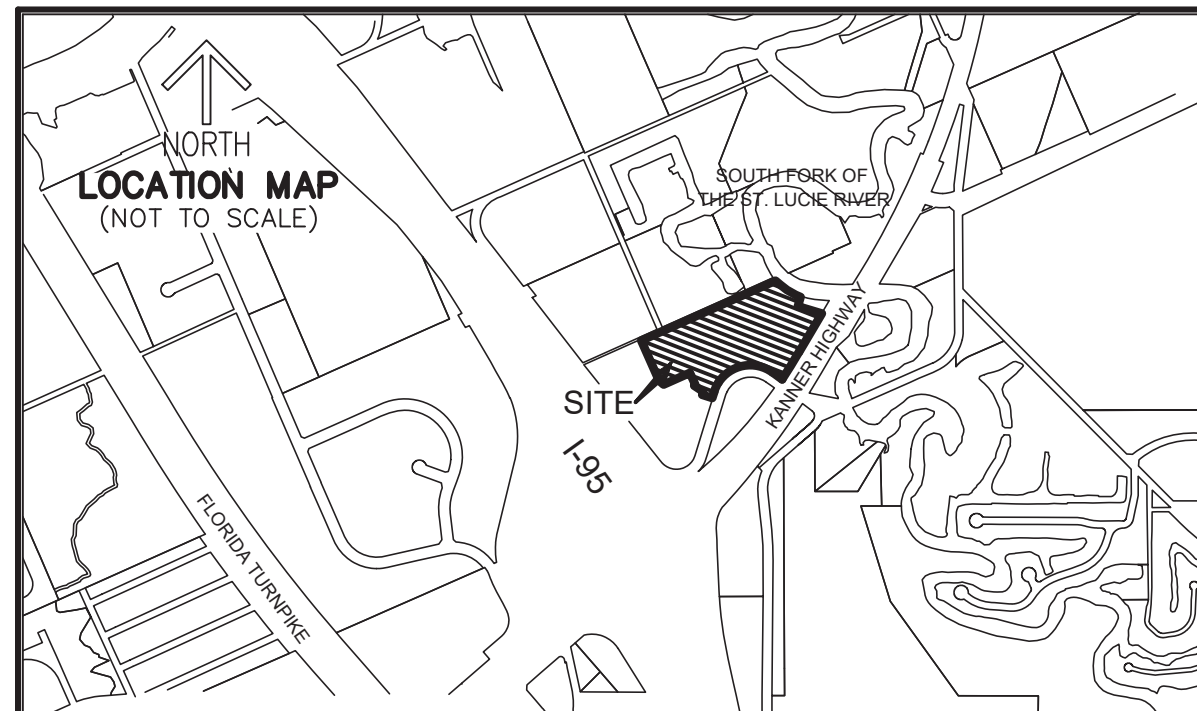 NORTH
LOCATION MAP
(NOT TO SCALE)
SOUTH FORK OF
THE ST. LUCIE RIVER
KANNER HIGHWAY
SITE
I-95
FLORIDA TURNPIKE